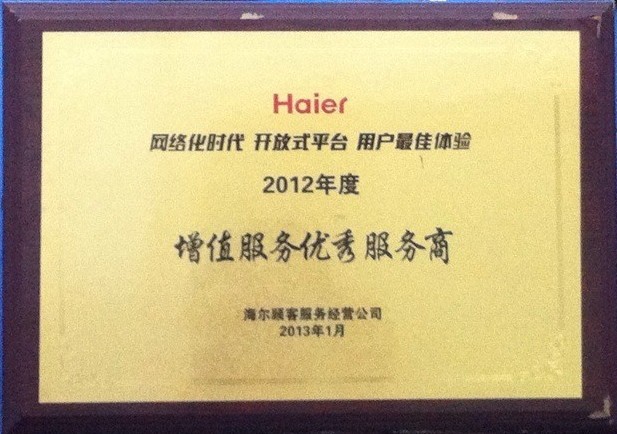 Haier
网络化时代 开放式平台 用户最佳体验
2012年度
增值服务优秀服务商
海尔顾客服务经营公司
2013年1月